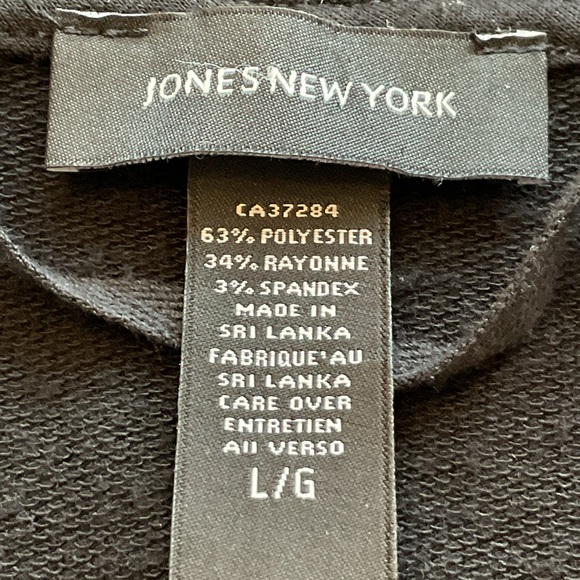 JONES NEW YORK
CA37284
63% POLYESTER
34% RAYONNE
3% SPANDEX
MADE IN
SRI LANKA
FABRIQUE'AU
SRI LANKA
CARE OVER
ENTRETIEN
AU VERSO
L/G